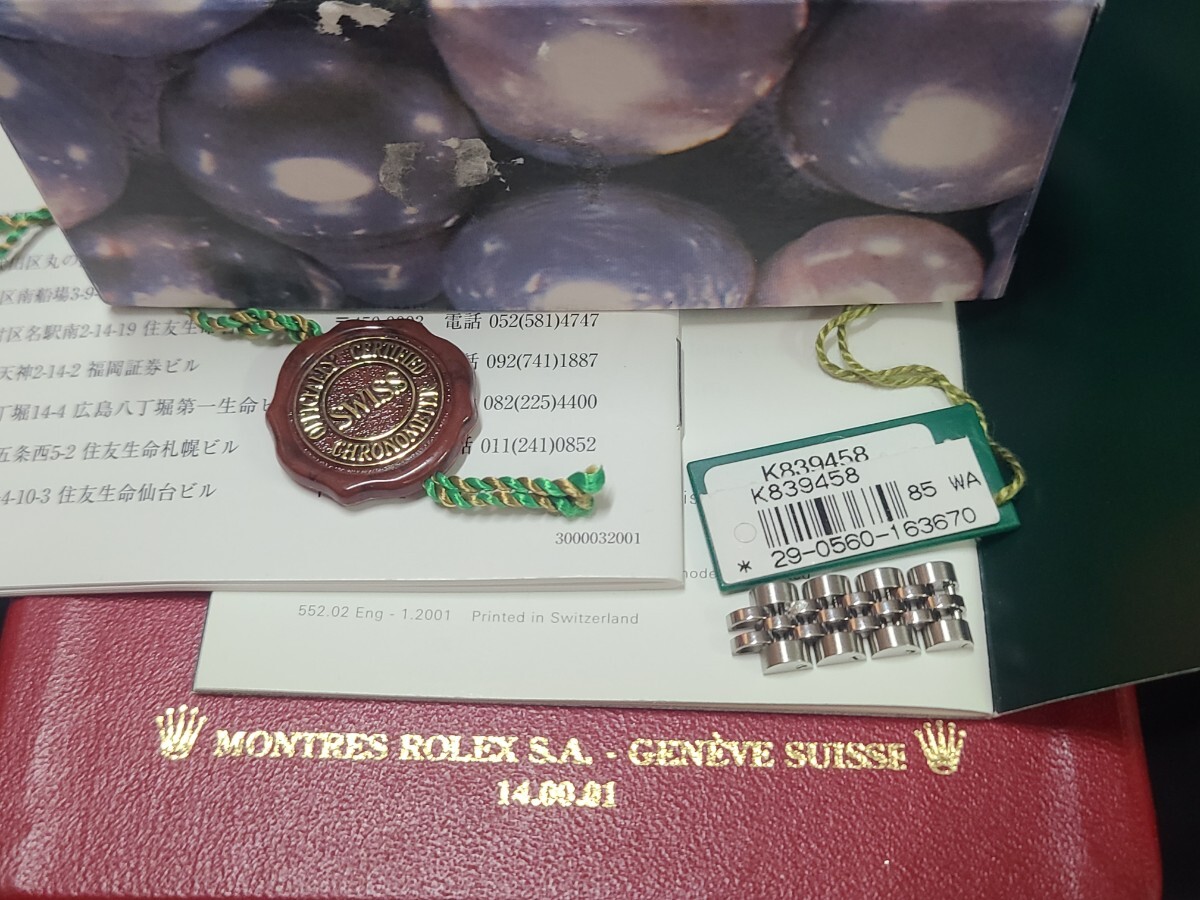 区南船場3-9-
区名駅南2-14-19 住友生命
電話 052(581)4747
天神2-14-2 福岡証券ビル
話 092(741)1887
丁堀14-4 広島八丁堀第一生命ビ
082(225)4400
五条西5-2 住友生命札幌ビル
話 011(241)0852
4-10-3 住友生命仙台ビル
3000032001
OFFICIALLY CERTIFIED
SWISS
CHRONOMETER
K839458
K839458
85 WA
* 29-0560-163670
552.02 Eng - 1.2001 Printed in Switzerland
MONTRES ROLEX S.A. - GENÈVE SUISSE
14.00.01